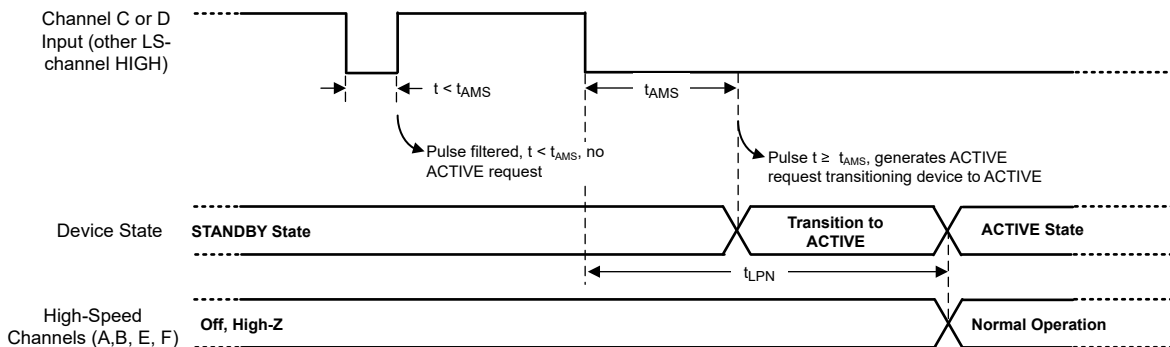 Channel C or D
Input (other LS-
channel HIGH)
t < tAMS
tAMS
Pulse filtered, t < tAMS, no
ACTIVE request
Pulse t ≥ tAMS, generates ACTIVE
request transitioning device to ACTIVE
Device State
STANDBY State
Transition to
ACTIVE
ACTIVE State
tLPN
High-Speed
Channels (A,B, E, F)
Off, High-Z
Normal Operation